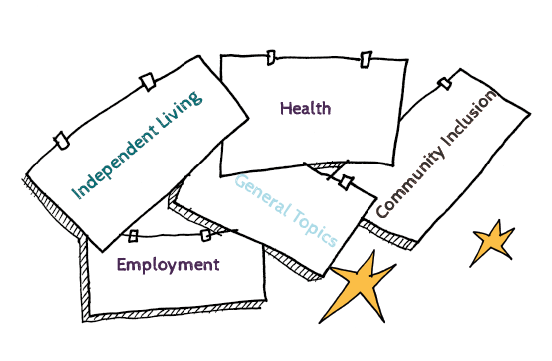 Independent Living
Health
Community Inclusion
General Topics
Employment